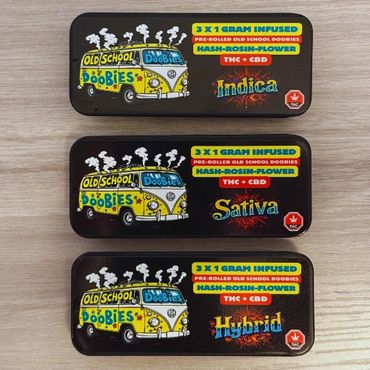 OLD SCHOOL
DOOBIES
DOOBIES
3 X 1 GRAM INFUSED
PRE-ROLLED OLD SCHOOL DOOBIES
HASH-ROSIN-FLOWER
THC + CBD
Indica
THC
OLD SCHOOL
DOOBIES
DOOBIES
3 X 1 GRAM INFUSED
PRE-ROLLED OLD SCHOOL DOOBIES
HASH-ROSIN-FLOWER
THC + CBD
Sativa
THC
OLD SCHOOL
DOOBIES
DOOBIES
3 X 1 GRAM INFUSED
PRE-ROLLED OLD SCHOOL DOOBIES
HASH-ROSIN-FLOWER
THC + CBD
Hybrid
THC